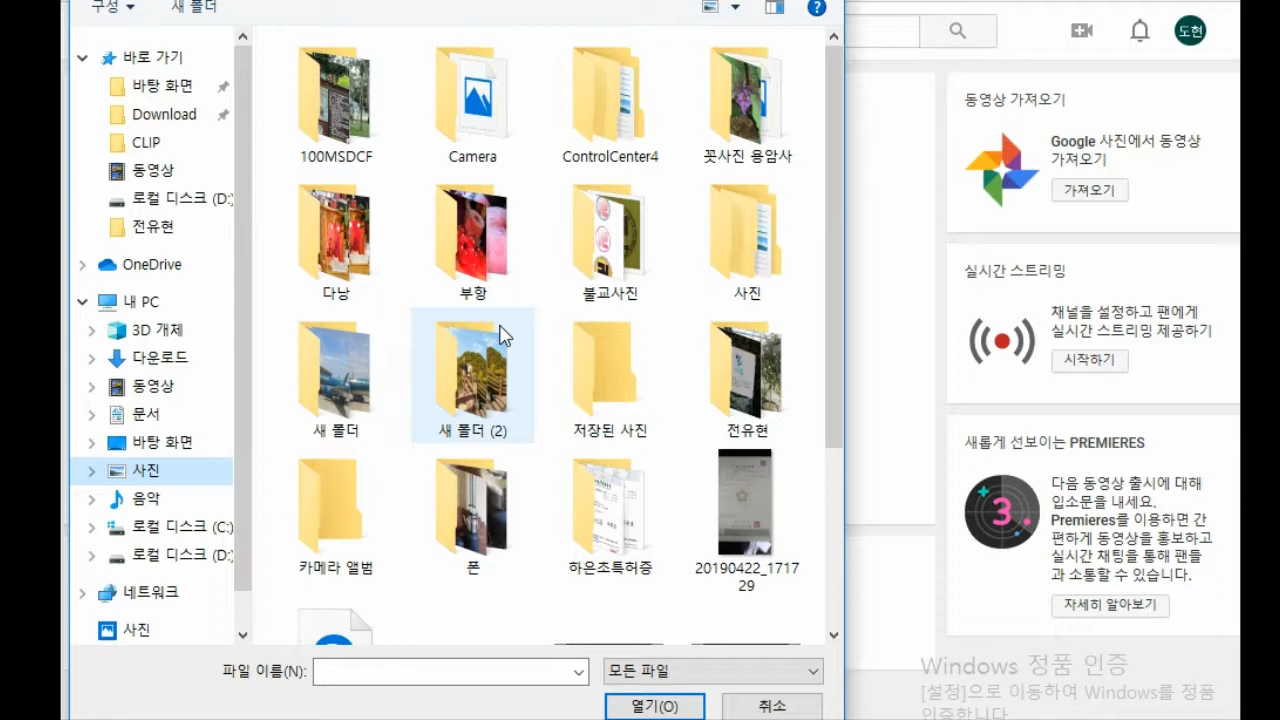 구성
새 폴더
바로 가기
바탕 화면
Download
CLIP
동영상
로컬 디스크 (D:)
전유현
OneDrive
내 PC
3D 개체
다운로드
동영상
문서
바탕 화면
사진
음악
로컬 디스크 (C:)
로컬 디스크 (D:)
네트워크
사진
100MSDCF
Camera
ControlCenter4
꼿사진 용암사
다낭
부항
불교사진
사진
새 폴더
새 폴더 (2)
저장된 사진
전유현
카메라 앨범
폰
하은초특허증
20190422_1717
29
파일 이름(N):
모든 파일
열기(O)
취소
도현
동영상 가져오기
Google 사진에서 동영상
가져오기
가져오기
실시간 스트리밍
채널을 설정하고 팬에게
실시간 스트리밍 제공하기
시작하기
새롭게 선보이는 PREMIERES
3
다음 동영상 출시에 대해
입소문을 내세요.
Premieres를 이용하면 간
편하게 동영상을 홍보하고
실시간 채팅을 통해 팬들
과 소통할 수 있습니다.
자세히 알아보기
Windows 정품 인증
[설정]으로 이동하여 Windows를 정품
인증합니다.